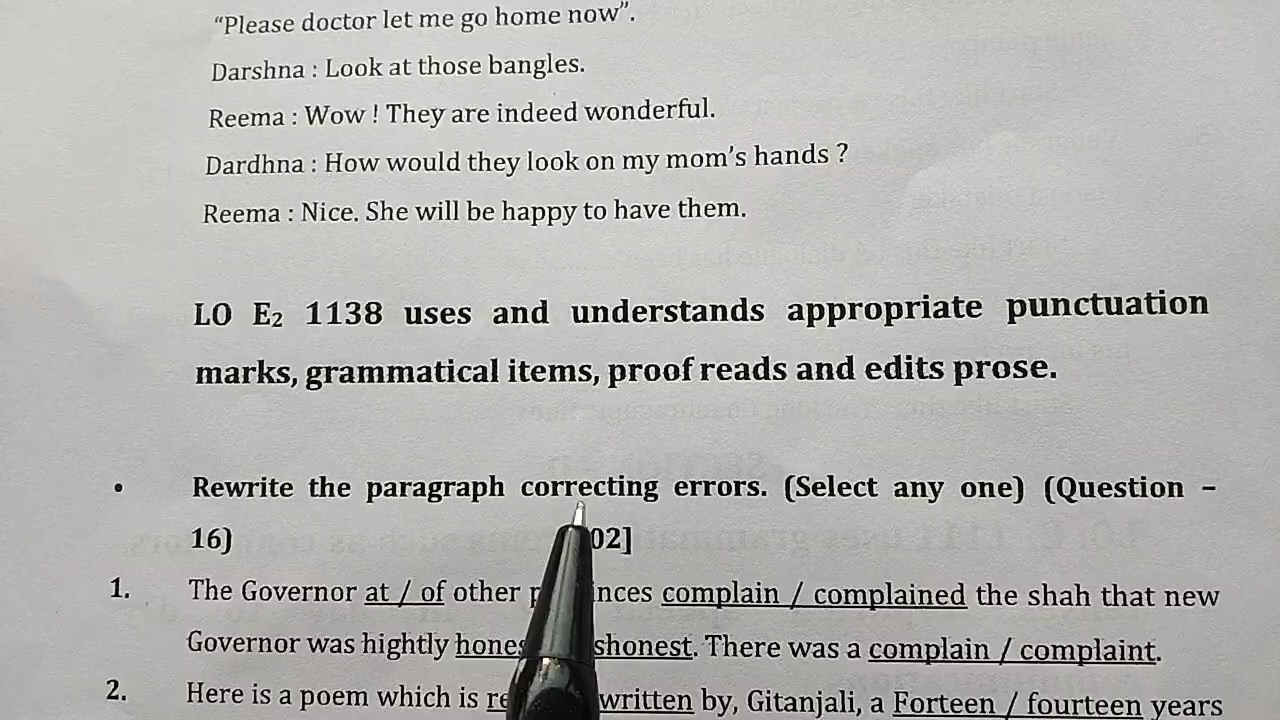 “Please doctor let me go home now”.
Darshna : Look at those bangles.
Reema : Wow ! They are indeed wonderful.
Dardhna : How would they look on my mom’s hands ?
Reema : Nice. She will be happy to have them.
LO E₂ 1138 uses and understands appropriate punctuation
marks, grammatical items, proof reads and edits prose.
• Rewrite the paragraph correcting errors. (Select any one) (Question –
16) 02]
1. The Governor at / of other complain / complained the shah that new
Governor was hightly . There was a complain / complaint.
2. Here is a poem which is written by, Gitanjali, a Forteen / fourteen years